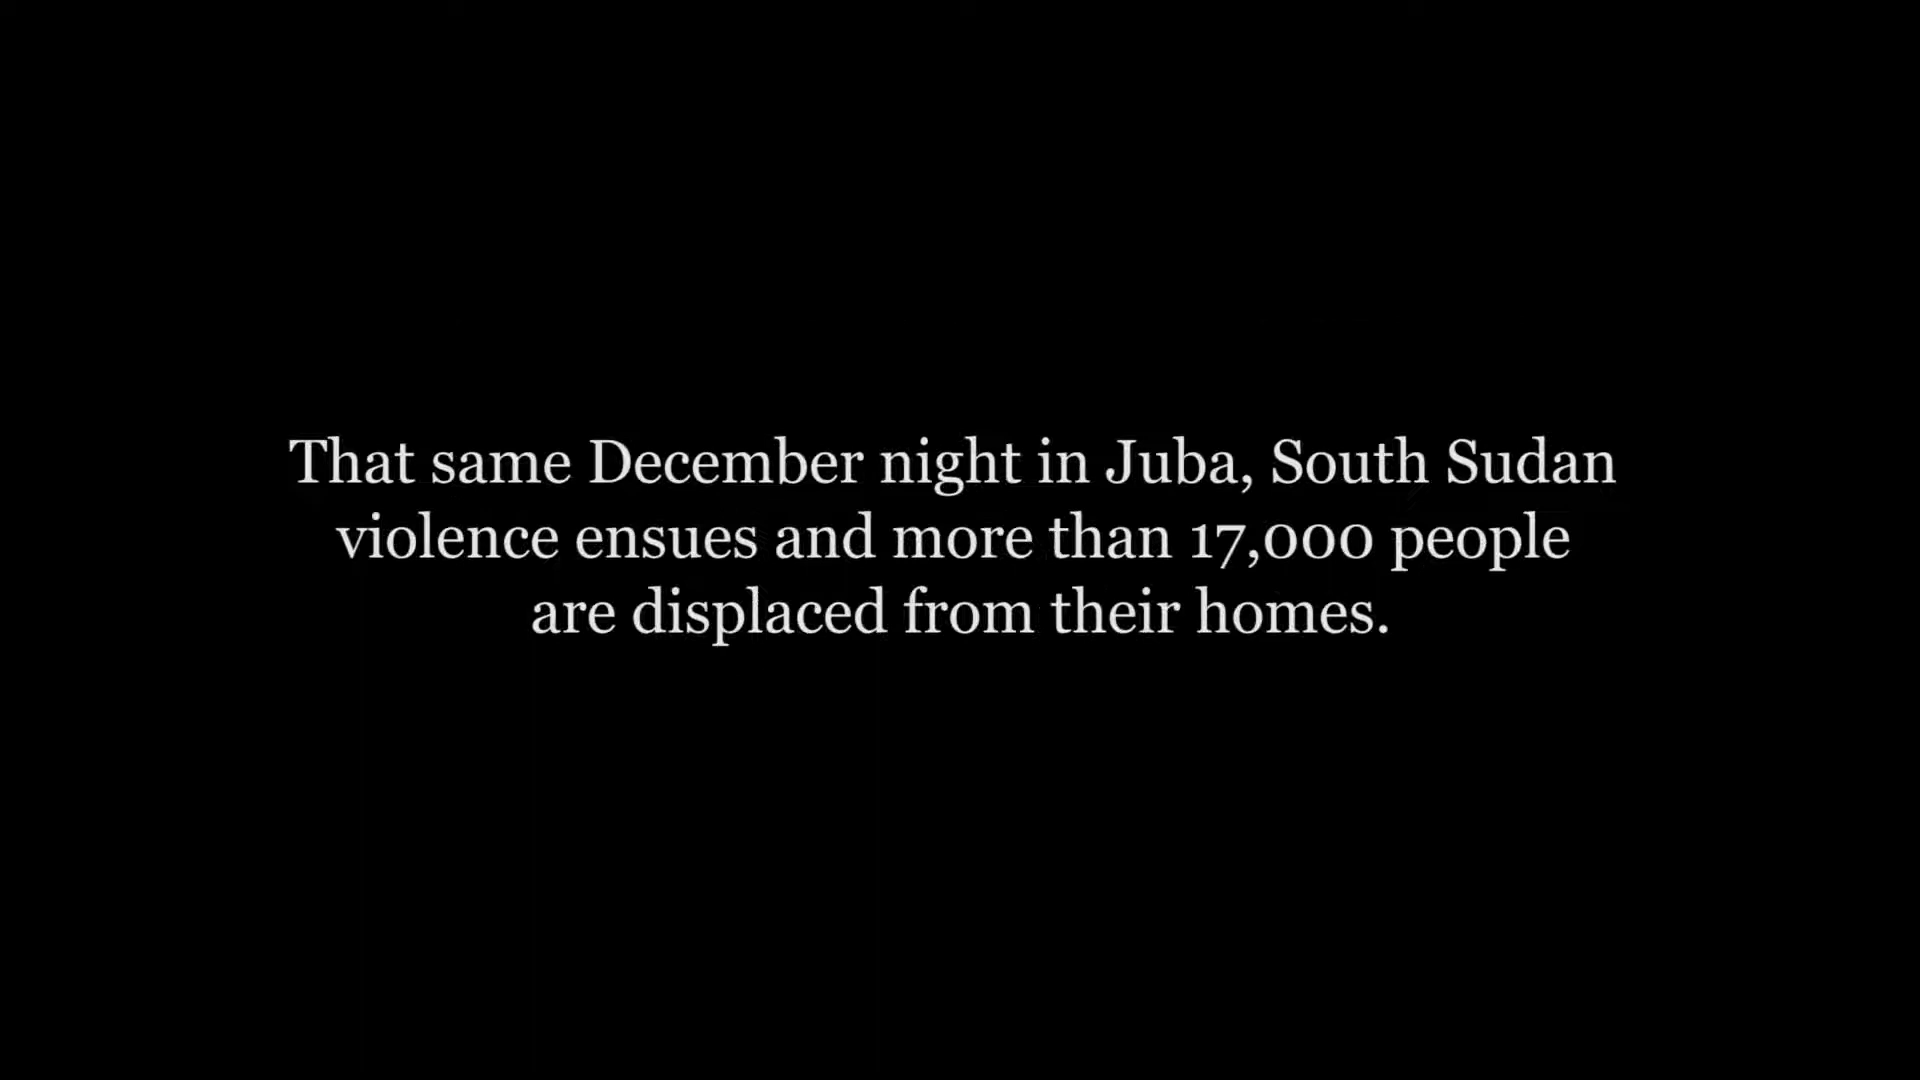 That same December night in Juba, South Sudan
violence ensues and more than 17,000 people
are displaced from their homes.